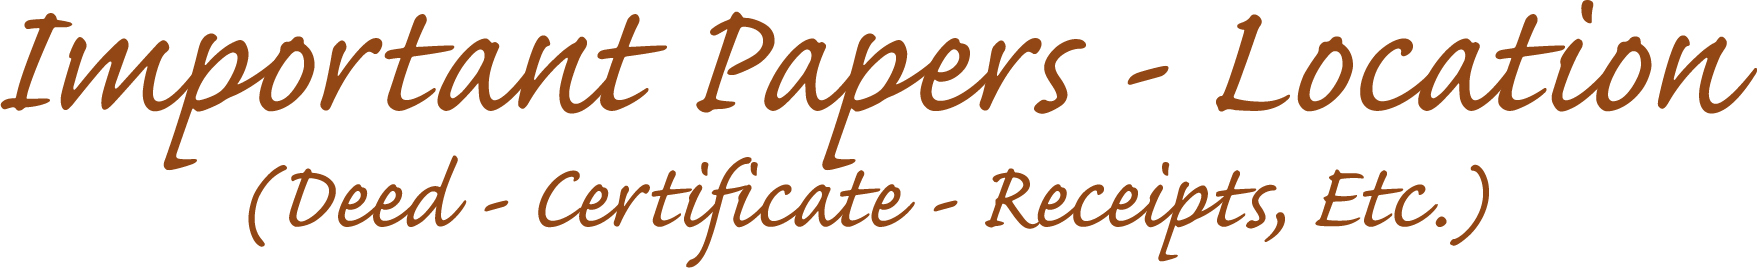 Important Papers - Location
(Deed - Certificate - Receipts, Etc.)